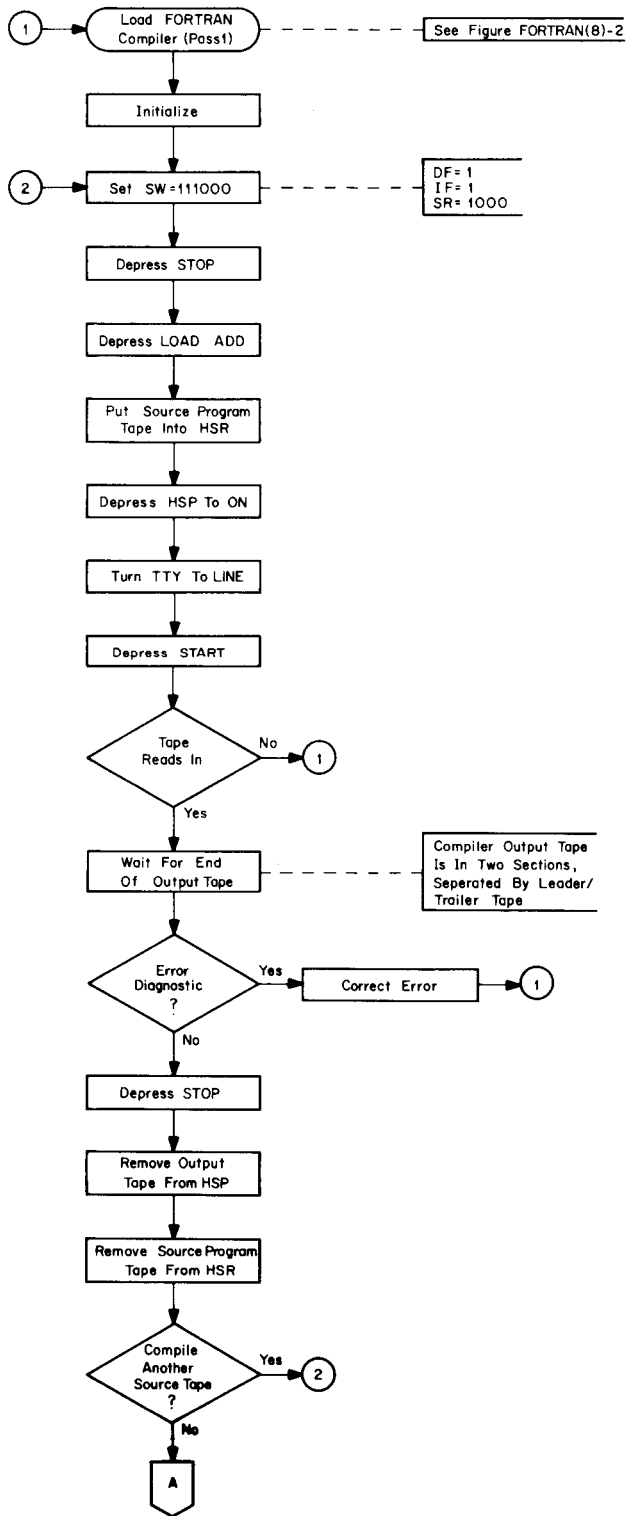 1
Load FORTRAN
Compiler (Pass1)
See Figure FORTRAN(8)-2
Initialize
2
Set SW=111000
DF= 1
IF= 1
SR= 1000
Depress STOP
Depress LOAD ADD
Put Source Program
Tape Into HSR
Depress HSP To ON
Turn TTY To LINE
Depress START
Tape
Reads In
No
1
Yes
Wait For End
Of Output Tape
Compiler Output Tape
Is In Two Sections,
Seperated By Leader/
Trailer Tape
Error
Diagnostic
?
Yes
Correct Error
1
No
Depress STOP
Remove Output
Tape From HSP
Remove Source Program
Tape From HSR
Compile
Another
Source Tape
?
Yes
2
No
A